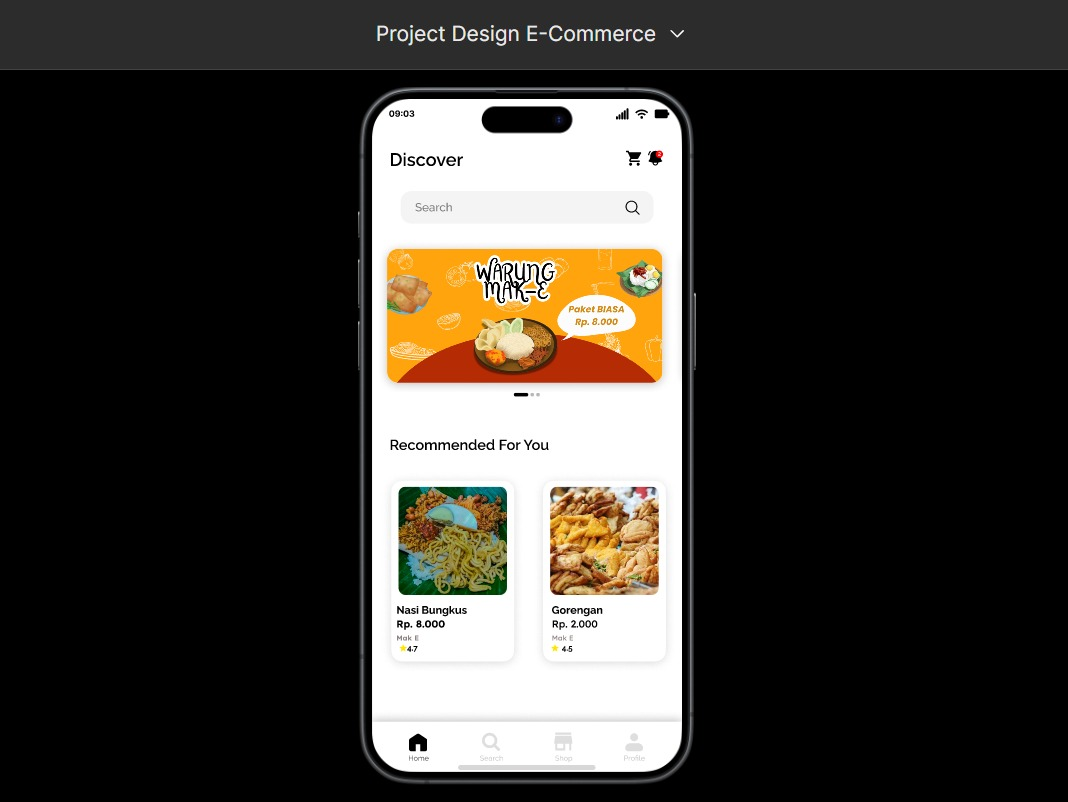 Project Design E-Commerce
09:03
Discover
2
Search
WARUNG
MAK-E
Paket BIASA
Rp. 8.000
Recommended For You
Nasi Bungkus
Rp. 8.000
Mak E
4.7
Gorengan
Rp. 2.000
Mak E
4.5
Home
Search
Shop
Profile